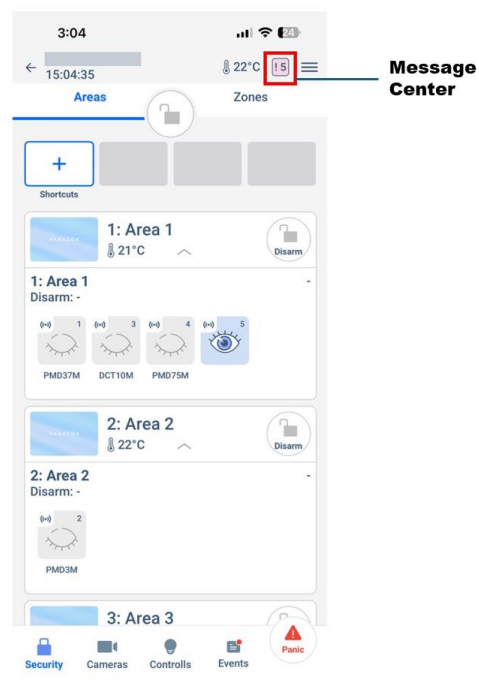 3:04
24
15:04:35
22°C
! 5
Message
Center
Areas
Zones
+
Shortcuts
PARADOX
1: Area 1
21°C
Disarm
1: Area 1
-
Disarm: -
1
3
4
5
PMD37M
DCT10M
PMD75M
PARADOX
2: Area 2
22°C
Disarm
2: Area 2
-
Disarm: -
2
PMD3M
3: Area 3
Security
Cameras
Controlls
Events
Panic